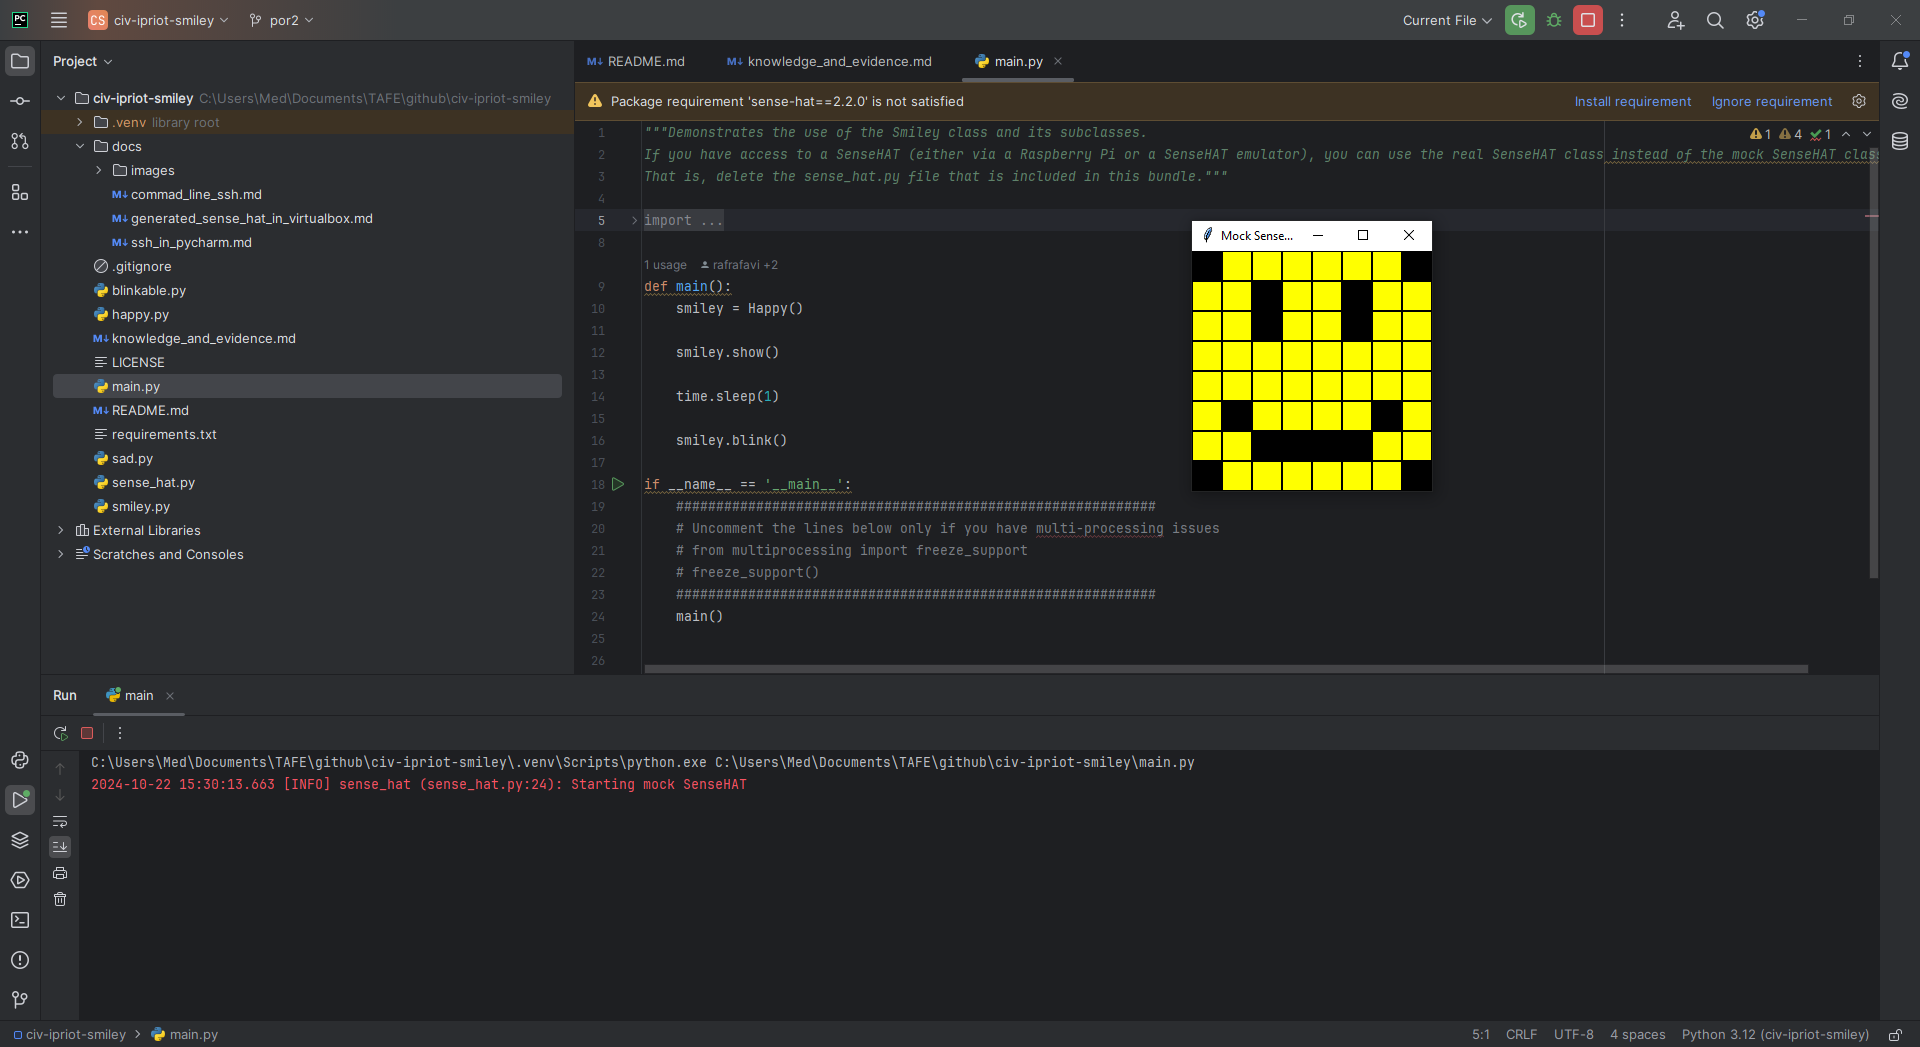 PC
CS civ-ipriot-smiley
por2
Current File
Project
README.md
knowledge_and_evidence.md
main.py
civ-ipriot-smiley C:\Users\Med\Documents\TAFE\github\civ-ipriot-smiley
.venv library root
docs
images
M↓ commad_line_ssh.md
M↓ generated_sense_hat_in_virtualbox.md
M↓ ssh_in_pycharm.md
.gitignore
blinkable.py
happy.py
M↓ knowledge_and_evidence.md
LICENSE
main.py
M↓ README.md
requirements.txt
sad.py
sense_hat.py
smiley.py
External Libraries
Scratches and Consoles
Package requirement 'sense-hat==2.2.0' is not satisfied
Install requirement
Ignore requirement
1 4 1
1 """Demonstrates the use of the Smiley class and its subclasses.
2 If you have access to a SenseHAT (either via a Raspberry Pi or a SenseHAT emulator), you can use the real SenseHAT class instead of the mock SenseHAT clas
3 That is, delete the sense_hat.py file that is included in this bundle."""
4
5 import ...
8
1 usage rafrafavi +2
9 def main():
10 smiley = Happy()
11
12 smiley.show()
13
14 time.sleep(1)
15
16 smiley.blink()
17
18 if __name__ == '__main__':
19 ############################################################
20 # Uncomment the lines below only if you have multi-processing issues
21 # from multiprocessing import freeze_support
22 # freeze_support()
23 ############################################################
24 main()
25
26
Mock Sense...
Run
main
C:\Users\Med\Documents\TAFE\github\civ-ipriot-smiley\.venv\Scripts\python.exe C:\Users\Med\Documents\TAFE\github\civ-ipriot-smiley\main.py
2024-10-22 15:30:13.663 [INFO] sense_hat (sense_hat.py:24): Starting mock SenseHAT
civ-ipriot-smiley > main.py
5:1 CRLF UTF-8 4 spaces Python 3.12 (civ-ipriot-smiley)